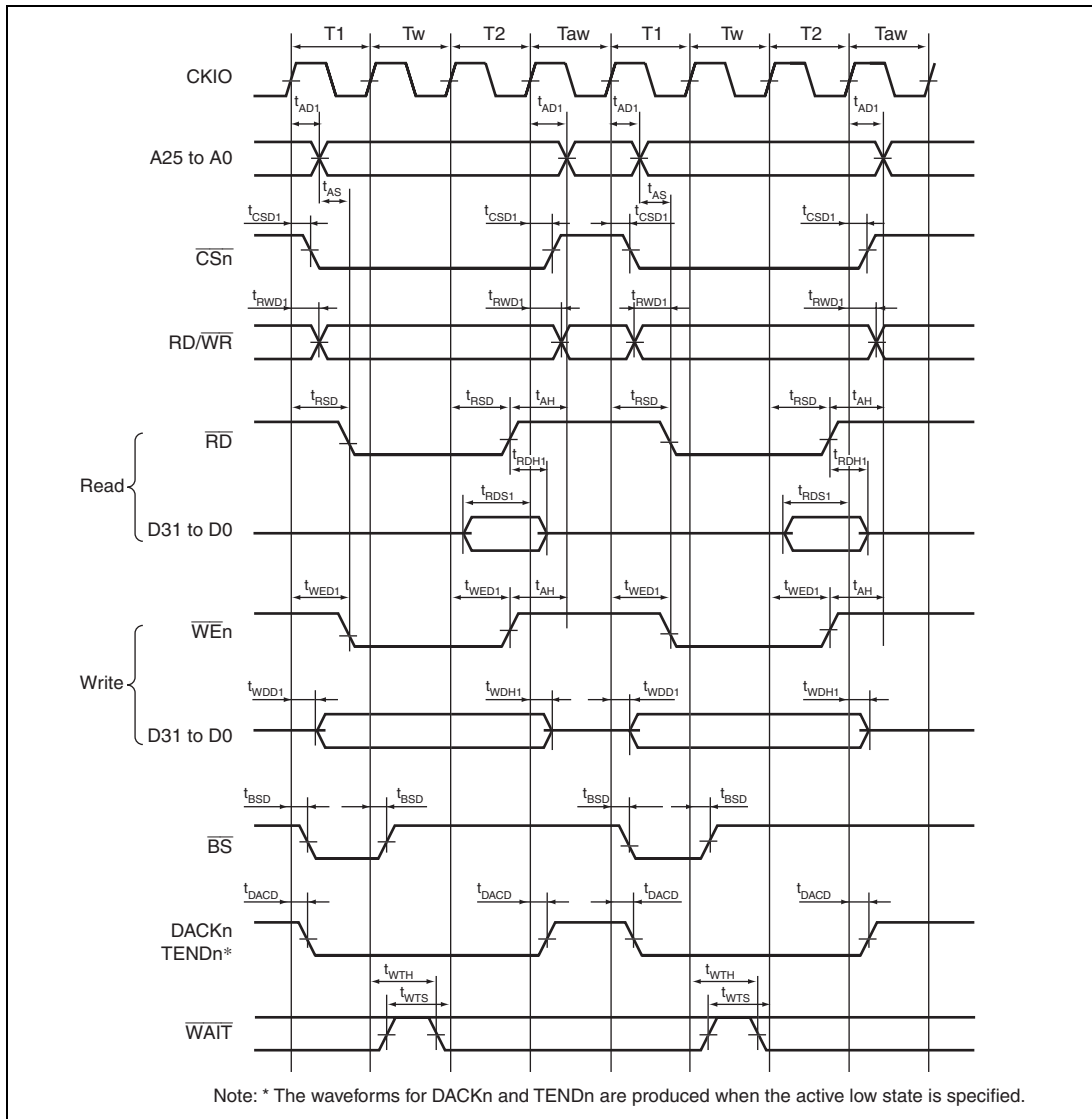 T1 Tw T2 Taw T1 Tw T2 Taw
CKIO
tAD1 tAD1 tAD1 tAD1
A25 to A0
tAS tAS
tCSD1 tCSD1 tCSD1 tCSD1
CSn
tRWD1 tRWD1 tRWD1 tRWD1
RD/WR
tRSD tRSD tAH tRSD tRSD tAH
RD
tRDH1 tRDH1
Read
tRDS1 tRDS1
D31 to D0
tWED1 tWED1 tAH tWED1 tWED1 tAH
WEn
Write
tWDD1 tWDH1 tWDD1 tWDH1
D31 to D0
tBSD tBSD tBSD tBSD
BS
tDACD tDACD tDACD tDACD
DACKn
TENDn*
tWTH tWTH
tWTS tWTS
WAIT
Note: * The waveforms for DACKn and TENDn are produced when the active low state is specified.